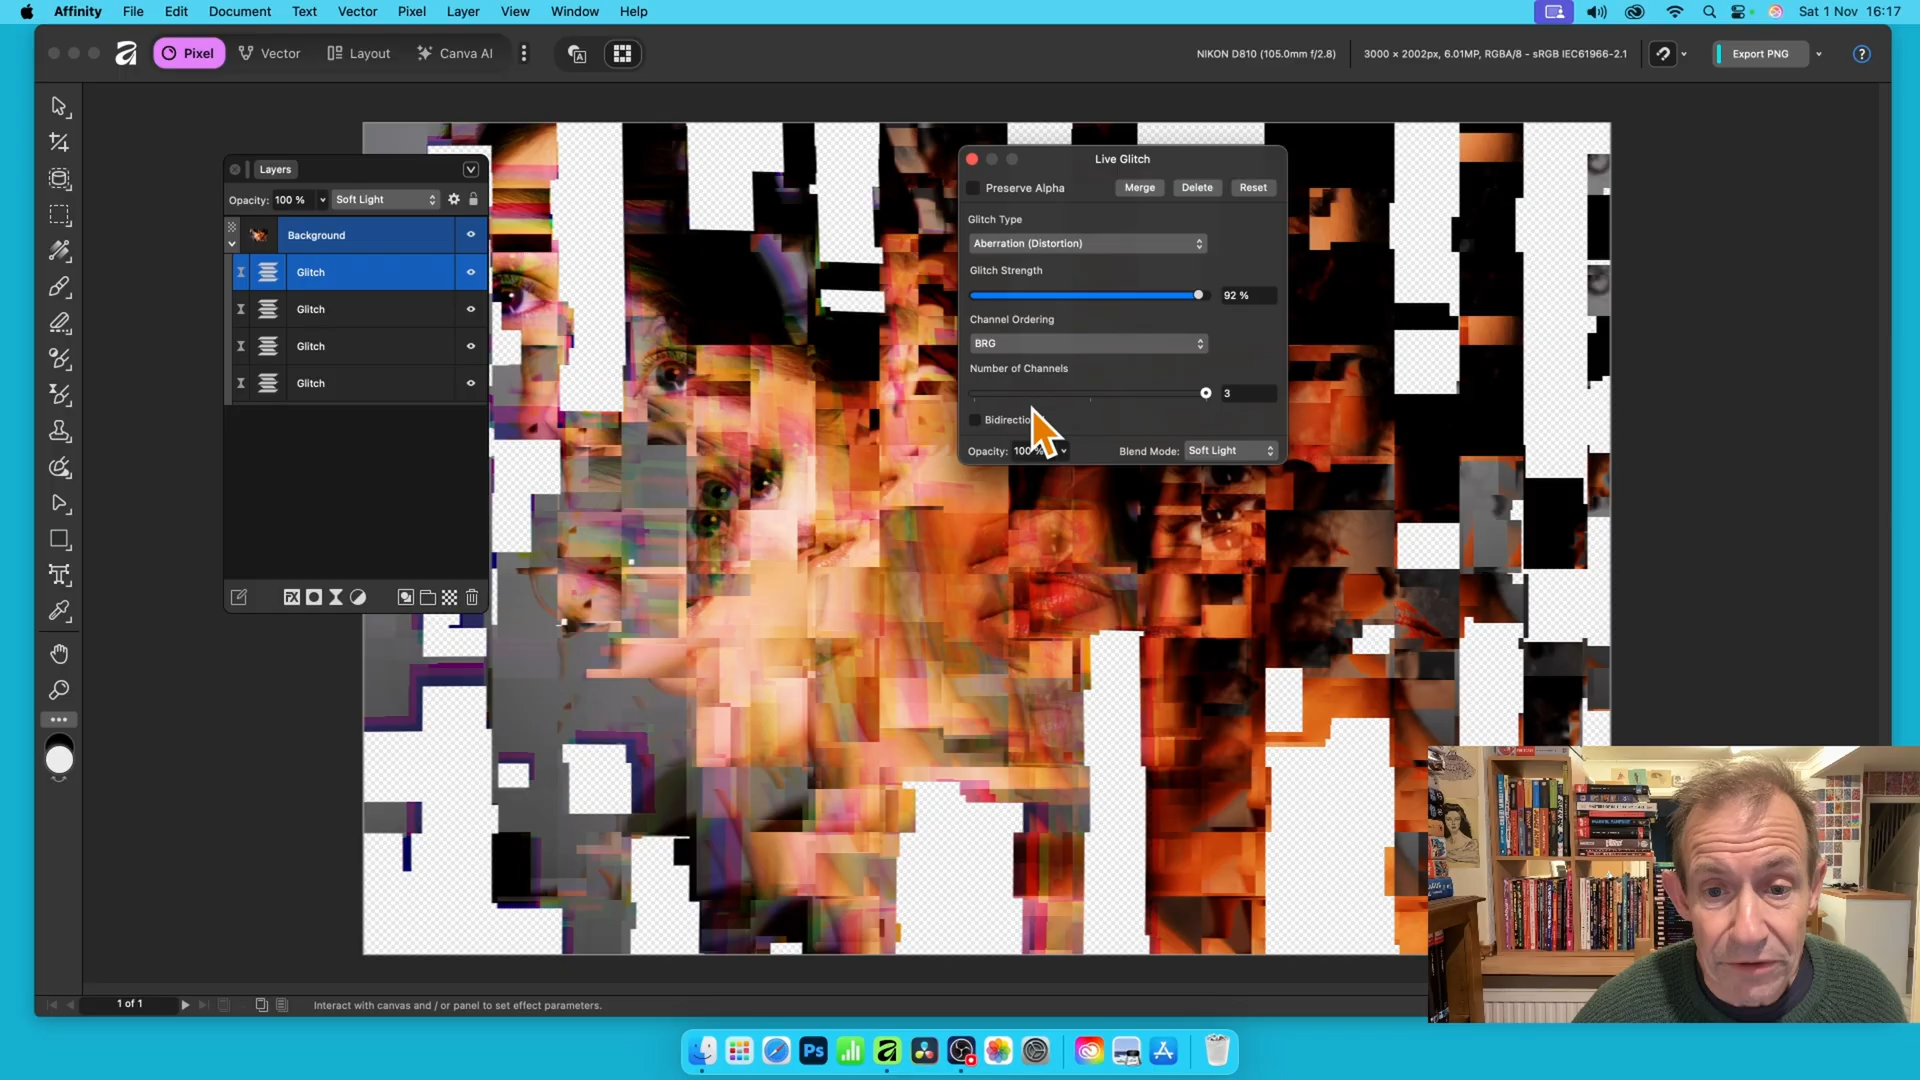 Affinity File Edit Document Text Vector Pixel Layer View Window Help Sat 1 Nov 16:17
Pixel Vector Layout Canva AI NIKON D810 (105.0mm f/2.8) 3000 × 2002px, 6.01MP, RGBA/8 - sRGB IEC61966-2.1 Export PNG ?
Layers
Opacity: 100 % Soft Light
Background
Glitch
Glitch
Glitch
Glitch
FX
Live Glitch
Preserve Alpha Merge Delete Reset
Glitch Type
Aberration (Distortion)
Glitch Strength
92 %
Channel Ordering
BRG
Number of Channels
3
Bidirectio
Opacity: 100 % Blend Mode: Soft Light
1 of 1 Interact with canvas and / or panel to set effect parameters.
Ps